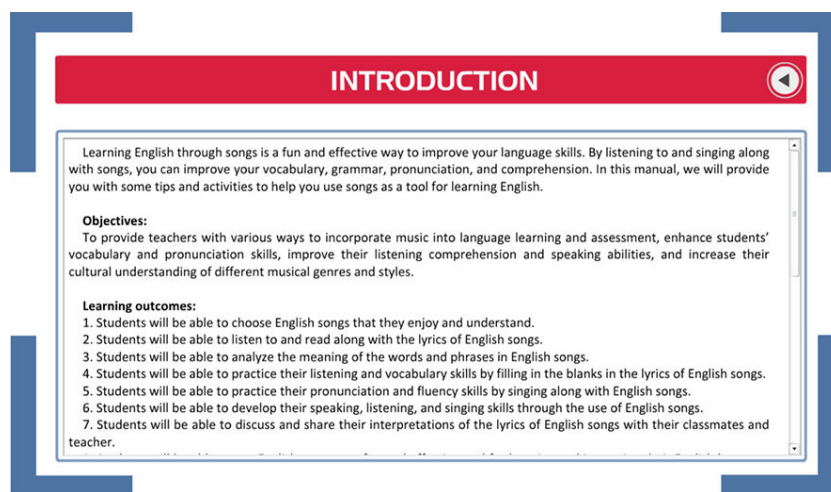 INTRODUCTION
Learning English through songs is a fun and effective way to improve your language skills. By listening to and singing along
with songs, you can improve your vocabulary, grammar, pronunciation, and comprehension. In this manual, we will provide
you with some tips and activities to help you use songs as a tool for learning English.
Objectives:
To provide teachers with various ways to incorporate music into language learning and assessment, enhance students’
vocabulary and pronunciation skills, improve their listening comprehension and speaking abilities, and increase their
cultural understanding of different musical genres and styles.
Learning outcomes:
1. Students will be able to choose English songs that they enjoy and understand.
2. Students will be able to listen to and read along with the lyrics of English songs.
3. Students will be able to analyze the meaning of the words and phrases in English songs.
4. Students will be able to practice their listening and vocabulary skills by filling in the blanks in the lyrics of English songs.
5. Students will be able to practice their pronunciation and fluency skills by singing along with English songs.
6. Students will be able to develop their speaking, listening, and singing skills through the use of English songs.
7. Students will be able to discuss and share their interpretations of the lyrics of English songs with their classmates and
teacher.